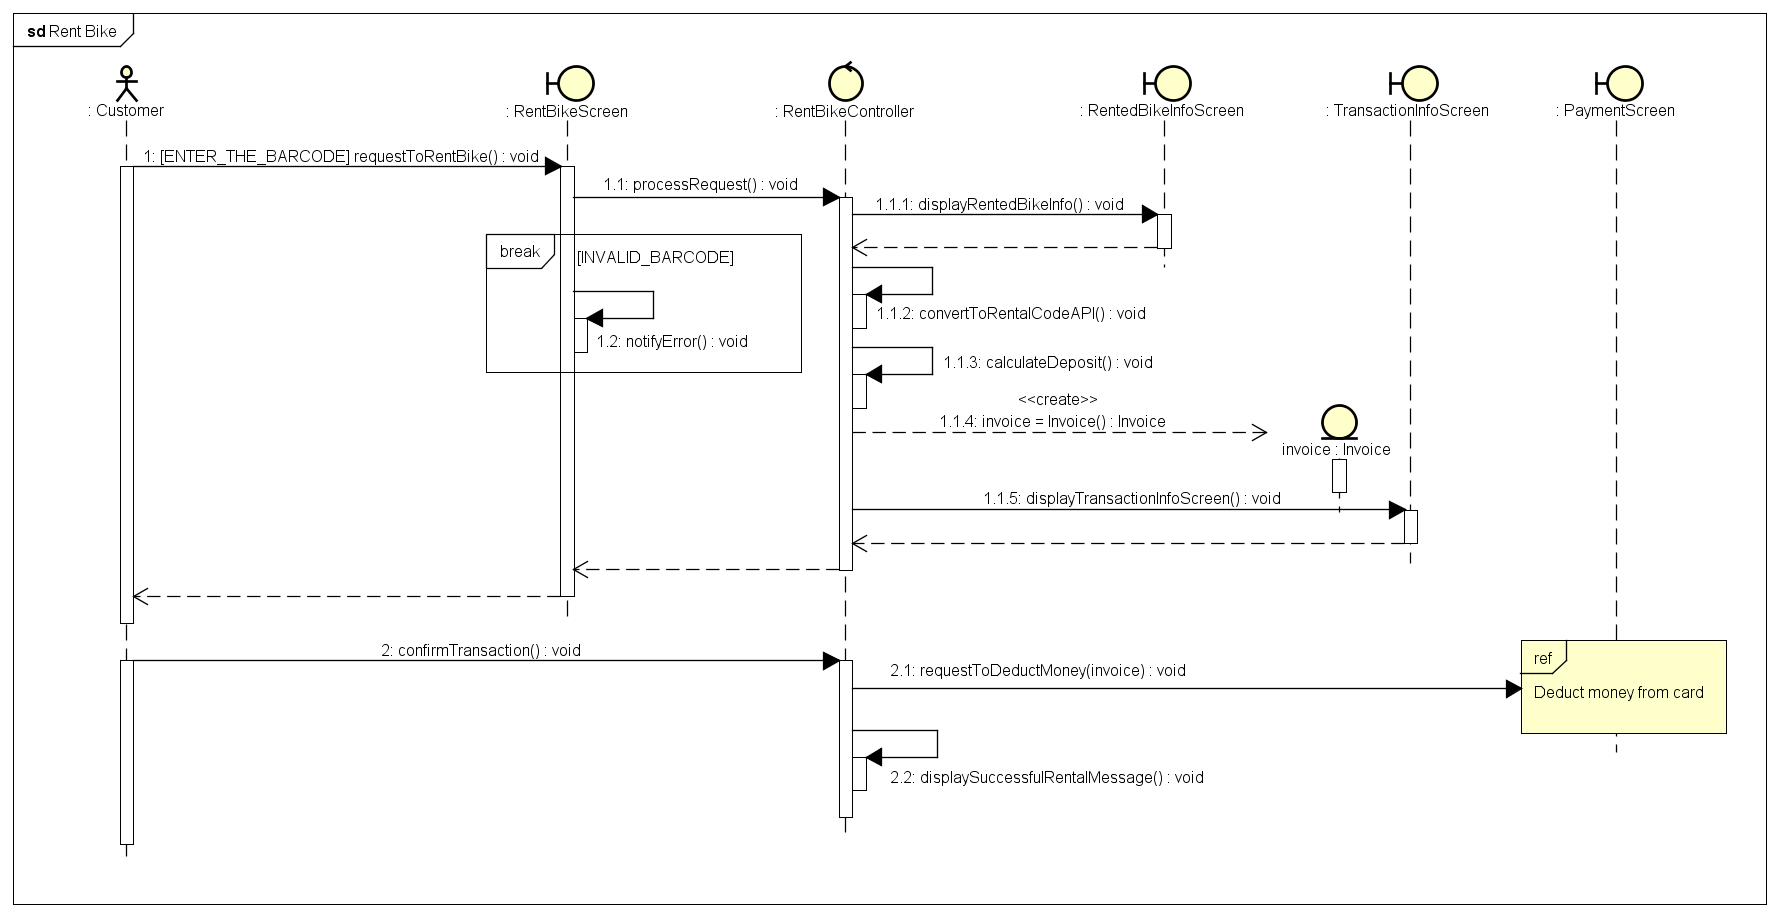 sd Rent Bike
: Customer
: RentBikeScreen
: RentBikeController
: RentedBikeInfoScreen
: TransactionInfoScreen
: PaymentScreen
1: [ENTER_THE_BARCODE] requestToRentBike() : void
1.1: processRequest() : void
1.1.1: displayRentedBikeInfo() : void
break
[INVALID_BARCODE]
1.1.2: convertToRentalCodeAPI() : void
1.2: notifyError() : void
1.1.3: calculateDeposit() : void
<<create>>
1.1.4: invoice = Invoice() : Invoice
invoice : Invoice
1.1.5: displayTransactionInfoScreen() : void
2: confirmTransaction() : void
2.1: requestToDeductMoney(invoice) : void
ref
Deduct money from card
2.2: displaySuccessfulRentalMessage() : void